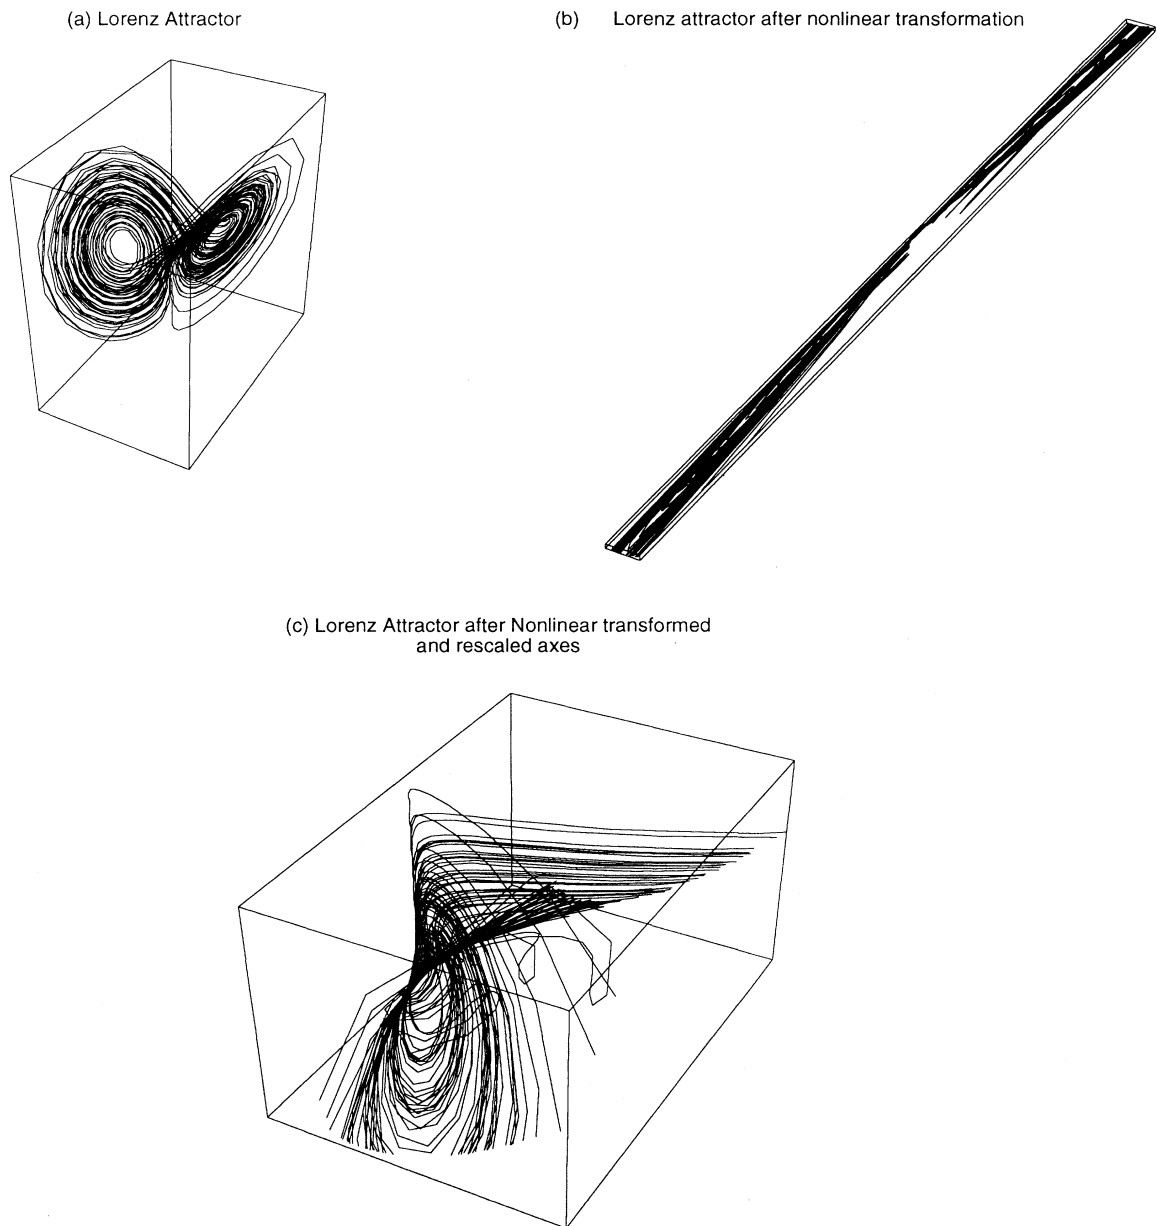 (a) Lorenz Attractor
(b) Lorenz attractor after nonlinear transformation
(c) Lorenz Attractor after Nonlinear transformed
and rescaled axes